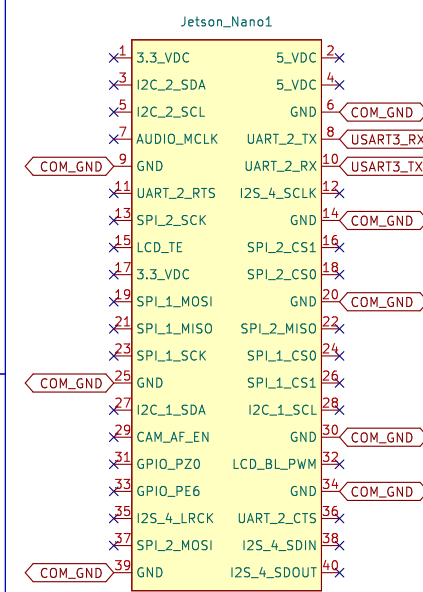 Jetson_Nano1
1 3.3_VDC 5_VDC 2
3 I2C_2_SDA 5_VDC 4
5 I2C_2_SCL GND 6 COM_GND
7 AUDIO_MCLK UART_2_TX 8 USART3_RX
COM_GND 9 GND UART_2_RX 10 USART3_TX
11 UART_2_RTS I2S_4_SCLK 12
13 SPI_2_SCK GND 14 COM_GND
15 LCD_TE SPI_2_CS1 16
17 3.3_VDC SPI_2_CS0 18
19 SPI_1_MOSI GND 20 COM_GND
21 SPI_1_MISO SPI_2_MISO 22
23 SPI_1_SCK SPI_1_CS0 24
COM_GND 25 GND SPI_1_CS1 26
27 I2C_1_SDA I2C_1_SCL 28
29 CAM_AF_EN GND 30 COM_GND
31 GPIO_PZ0 LCD_BL_PWM 32
33 GPIO_PE6 GND 34 COM_GND
35 I2S_4_LRCK UART_2_CTS 36
37 SPI_2_MOSI I2S_4_SDIN 38
COM_GND 39 GND I2S_4_SDOUT 40